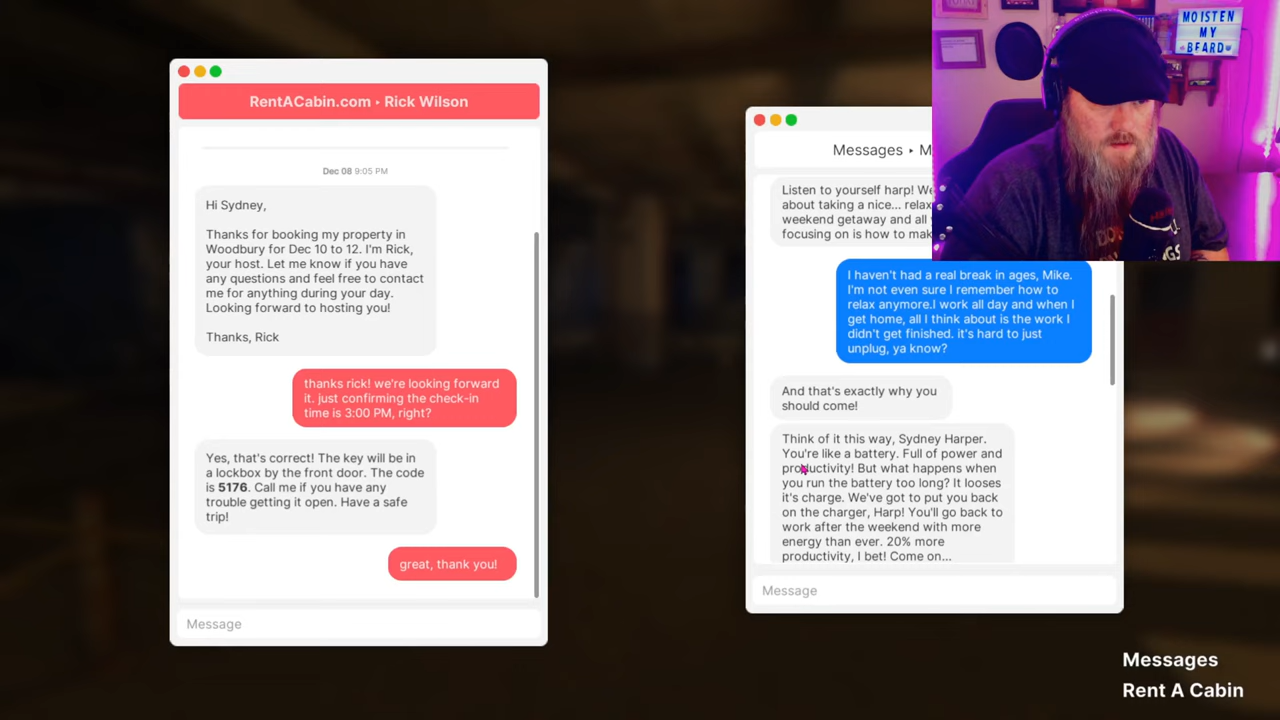 RentACabin.com ‣ Rick Wilson
Dec 08 9:05 PM
Hi Sydney,
Thanks for booking my property in
Woodbury for Dec 10 to 12. I'm Rick,
your host. Let me know if you have
any questions and feel free to contact
me for anything during your day.
Looking forward to hosting you!
Thanks, Rick
thanks rick! we're looking forward
it. just confirming the check-in
time is 3:00 PM, right?
Yes, that's correct! The key will be in
a lockbox by the front door. The code
is 5176. Call me if you have any
trouble getting it open. Have a safe
trip!
great, thank you!
Message
Messages ‣
Listen to yourself harp!
about taking a nice... relax
weekend getaway and all
focusing on is how to
I haven't had a real break in ages, Mike.
I'm not even sure I remember how to
relax anymore.I work all day and when I
get home, all I think about is the work I
didn't get finished. it's hard to just
unplug, ya know?
And that's exactly why you
should come!
Think of it this way, Sydney Harper.
You're like a battery. Full of power and
productivity! But what happens when
you run the battery too long? It looses
it's charge. We've got to put you back
on the charger, Harp! You'll go back to
work after the weekend with more
energy than ever. 20% more
productivity, I bet! Come on...
Message
MOISTEN
MY
BEARD
Messages
Rent A Cabin